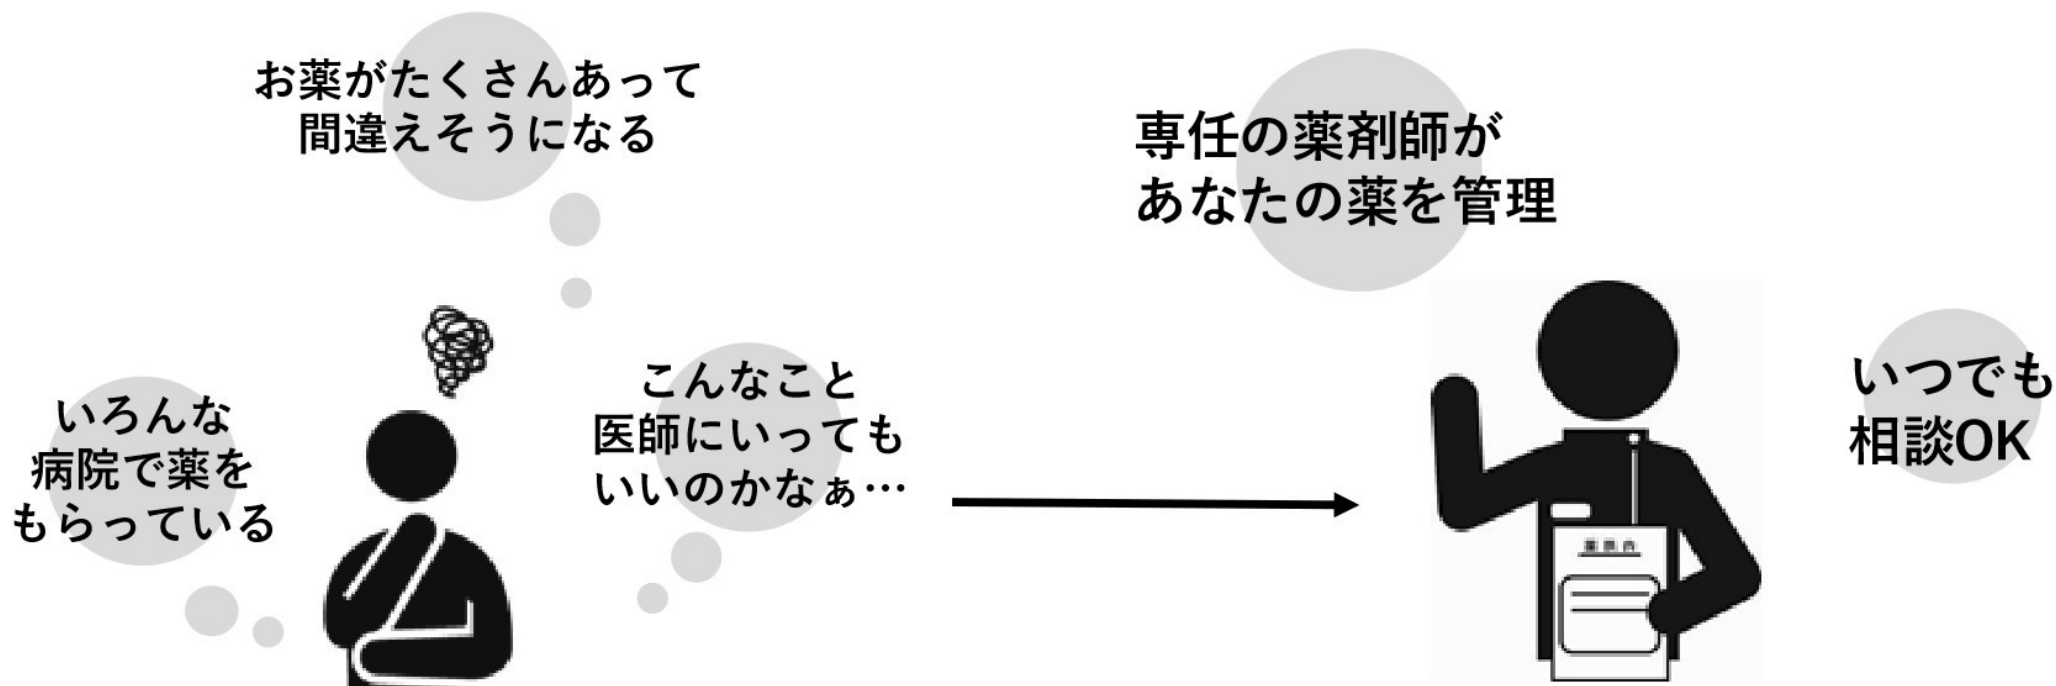 お薬がたくさんあって
間違えそうになる
いろんな
病院で薬を
もらっている
こんなこと
医師にいっても
いいのかなぁ…
専任の薬剤師が
あなたの薬を管理
いつでも
相談OK